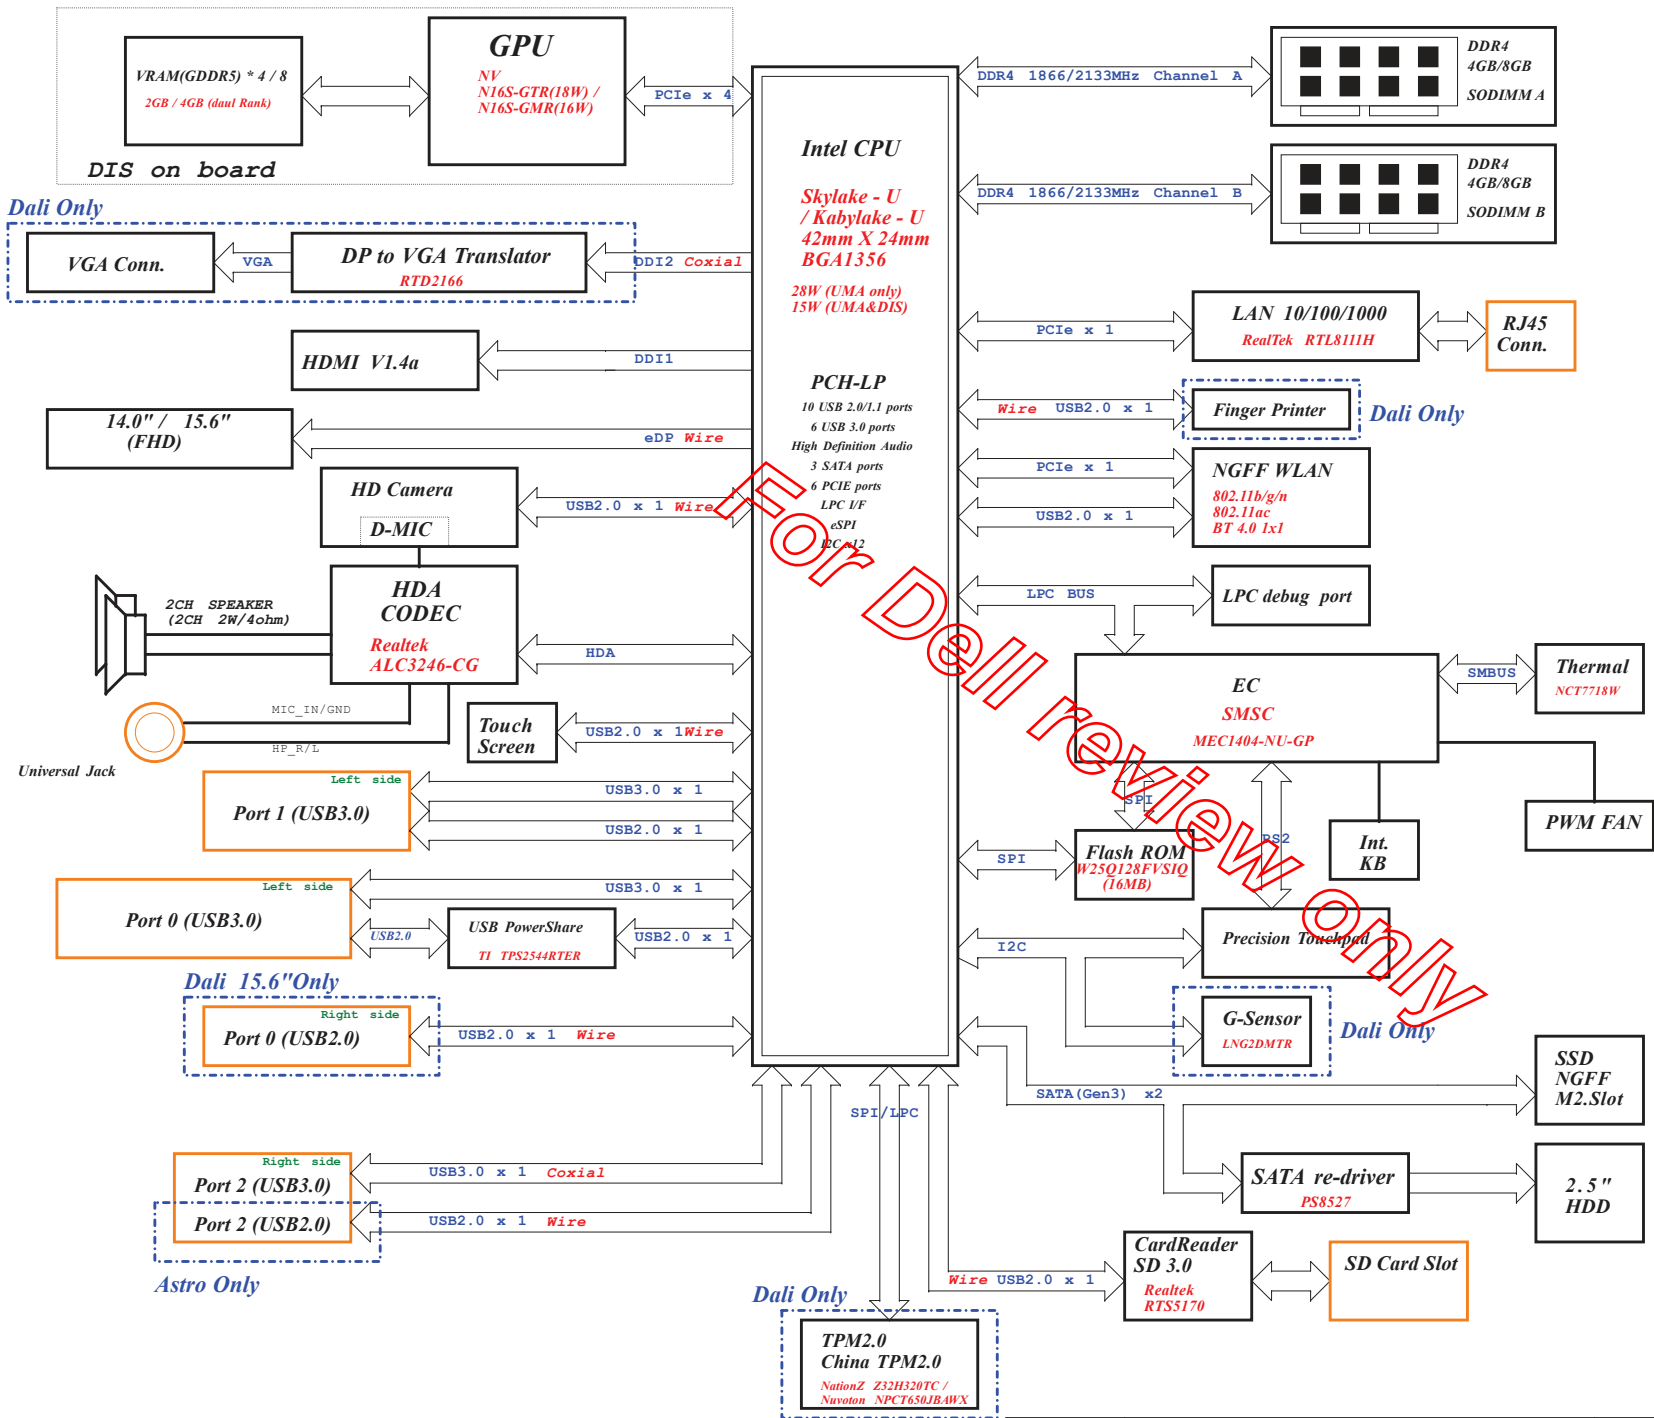 GPU
NV
N16S-GTR(18W) /
N16S-GMR(16W)
VRAM(GDDR5) * 4 / 8
2GB / 4GB (daul Rank)
PCIe x 4
DIS on board
Dali Only
VGA Conn.
VGA
DP to VGA Translator
RTD2166
DDI2 Coxial
HDMI V1.4a
DDI1
14.0" / 15.6"
(FHD)
eDP Wire
HD Camera
D-MIC
USB2.0 x 1 Wire
HDA
CODEC
Realtek
ALC3246-CG
HDA
2CH SPEAKER
(2CH 2W/4ohm)
MIC_IN/GND
HP_R/L
Universal Jack
Touch
Screen
USB2.0 x 1Wire
Left side
Port 1 (USB3.0)
USB3.0 x 1
USB2.0 x 1
Left side
Port 0 (USB3.0)
USB3.0 x 1
USB2.0
USB PowerShare
TI TPS2544RTER
USB2.0 x 1
Dali 15.6"Only
Right side
Port 0 (USB2.0)
USB2.0 x 1 Wire
Right side
Port 2 (USB3.0)
USB3.0 x 1 Coxial
Port 2 (USB2.0)
USB2.0 x 1 Wire
Astro Only
Intel CPU
Skylake - U
/ Kabylake - U
42mm X 24mm
BGA1356
28W (UMA only)
15W (UMA&DIS)
PCH-LP
10 USB 2.0/1.1 ports
6 USB 3.0 ports
High Definition Audio
3 SATA ports
6 PCIE ports
LPC I/F
eSPI
I2C x12
DDR4 1866/2133MHz Channel A
DDR4
4GB/8GB
SODIMM A
DDR4 1866/2133MHz Channel B
DDR4
4GB/8GB
SODIMM B
PCIe x 1
LAN 10/100/1000
RealTek RTL8111H
RJ45
Conn.
Wire USB2.0 x 1
Finger Printer
Dali Only
PCIe x 1
USB2.0 x 1
NGFF WLAN
802.11b/g/n
802.11ac
BT 4.0 1x1
LPC BUS
LPC debug port
EC
SMSC
MEC1404-NU-GP
SMBUS
Thermal
NCT7718W
PWM FAN
Int.
KB
SPI
PS2
SPI
Flash ROM
W25Q128FVSIQ
(16MB)
I2C
Precision Touchpad
G-Sensor
LNG2DMTR
Dali Only
SATA(Gen3) x2
SSD
NGFF
M2.Slot
SATA re-driver
PS8527
2.5"
HDD
SPI/LPC
Wire USB2.0 x 1
CardReader
SD 3.0
Realtek
RTS5170
SD Card Slot
Dali Only
TPM2.0
China TPM2.0
NationZ Z32H320TC /
Nuvoton NPCT650JBAWX
For Dell review only